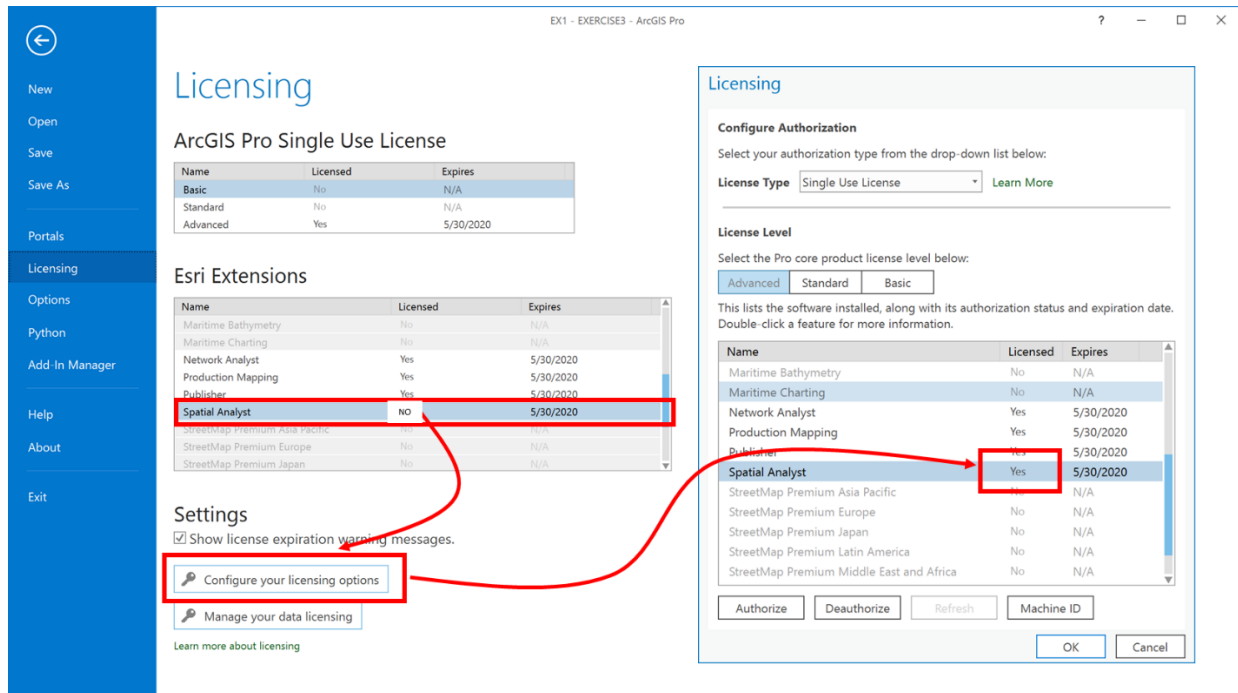 EX1 - EXERCISE3 - ArcGIS Pro
?
New
Open
Save
Save As
Portals
Licensing
Options
Python
Add-In Manager
Help
About
Exit
Licensing
ArcGIS Pro Single Use License
Name Licensed Expires
Basic No N/A
Standard No N/A
Advanced Yes 5/30/2020
Esri Extensions
Name Licensed Expires
Maritime Bathymetry No N/A
Maritime Charting No N/A
Network Analyst Yes 5/30/2020
Production Mapping Yes 5/30/2020
Publisher Yes 5/30/2020
Spatial Analyst NO 5/30/2020
StreetMap Premium Asia Pacific No N/A
StreetMap Premium Europe No N/A
StreetMap Premium Japan No N/A
Settings
Show license expiration warning messages.
Configure your licensing options
Manage your data licensing
Learn more about licensing
Licensing
Configure Authorization
Select your authorization type from the drop-down list below:
License Type Single Use License Learn More
License Level
Select the Pro core product license level below:
Advanced Standard Basic
This lists the software installed, along with its authorization status and expiration date.
Double-click a feature for more information.
Name Licensed Expires
Maritime Bathymetry No N/A
Maritime Charting No N/A
Network Analyst Yes 5/30/2020
Production Mapping Yes 5/30/2020
Publisher Yes 5/30/2020
Spatial Analyst Yes 5/30/2020
StreetMap Premium Asia Pacific No N/A
StreetMap Premium Europe No N/A
StreetMap Premium Japan No N/A
StreetMap Premium Latin America No N/A
StreetMap Premium Middle East and Africa No N/A
Authorize Deauthorize Refresh Machine ID
OK Cancel